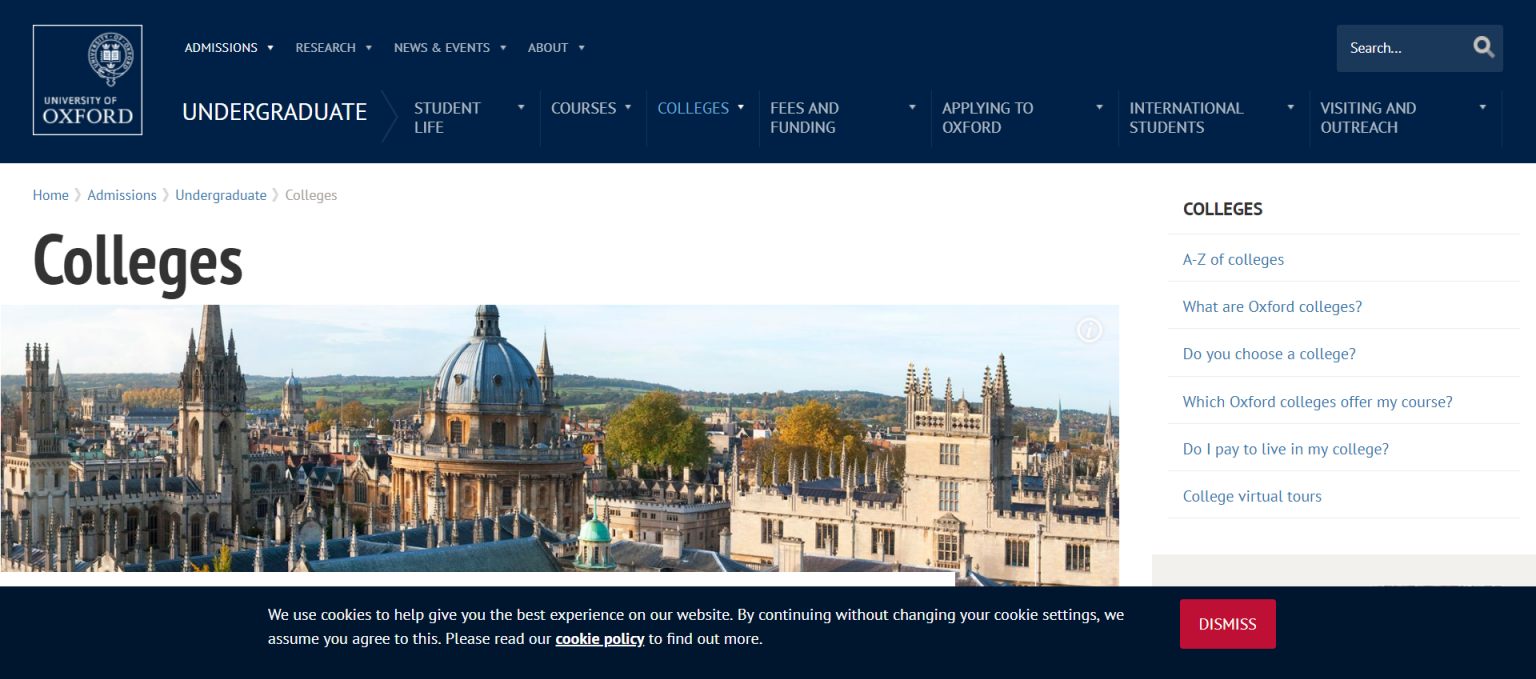 UNIVERSITY OF
OXFORD
ADMISSIONS
RESEARCH
NEWS & EVENTS
ABOUT
Search...
UNDERGRADUATE
STUDENT
LIFE
COURSES
COLLEGES
FEES AND
FUNDING
APPLYING TO
OXFORD
INTERNATIONAL
STUDENTS
VISITING AND
OUTREACH
Home 》 Admissions 》 Undergraduate 》 Colleges
Colleges
COLLEGES
A-Z of colleges
What are Oxford colleges?
Do you choose a college?
Which Oxford colleges offer my course?
Do I pay to live in my college?
College virtual tours
We use cookies to help give you the best experience on our website. By continuing without changing your cookie settings, we
assume you agree to this. Please read our cookie policy to find out more.
DISMISS